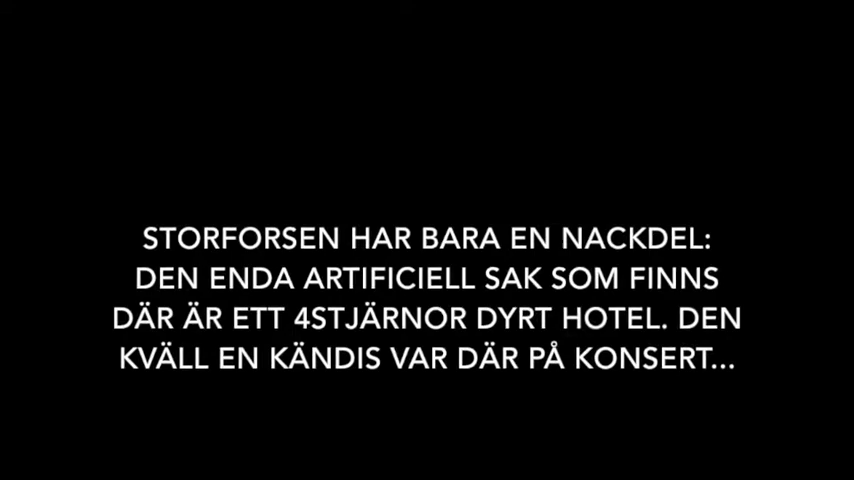 STORFORSEN HAR BARA EN NACKDEL:
DEN ENDA ARTIFICIELL SAK SOM FINNS
DÄR ÄR ETT 4STJÄRNOR DYRT HOTEL. DEN
KVÄLL EN KÄNDIS VAR DÄR PÅ KONSERT...